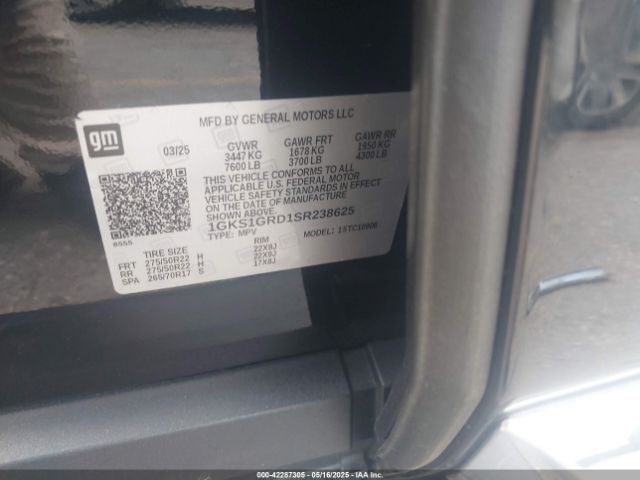 MFD BY GENERAL MOTORS LLC
gm
03/25
GVWR GAWR FRT GAWR RR
3447 KG 1678 KG 1950 KG
7600 LB 3700 LB 4300 LB
THIS VEHICLE CONFORMS TO ALL
APPLICABLE U.S. FEDERAL MOTOR
VEHICLE SAFETY STANDARDS IN EFFECT
ON THE DATE OF MANUFACTURE
SHOWN ABOVE.
1GKS1GRD1SR238625
TYPE: MPV MODEL: 1STC10906
8555
TIRE SIZE RIM
FRT 275/50R22 H 22X9J
RR 275/50R22 H 22X9J
SPA 265/70R17 S 17X8J
000-42287305 - 05/16/2025 - IAAI.COM